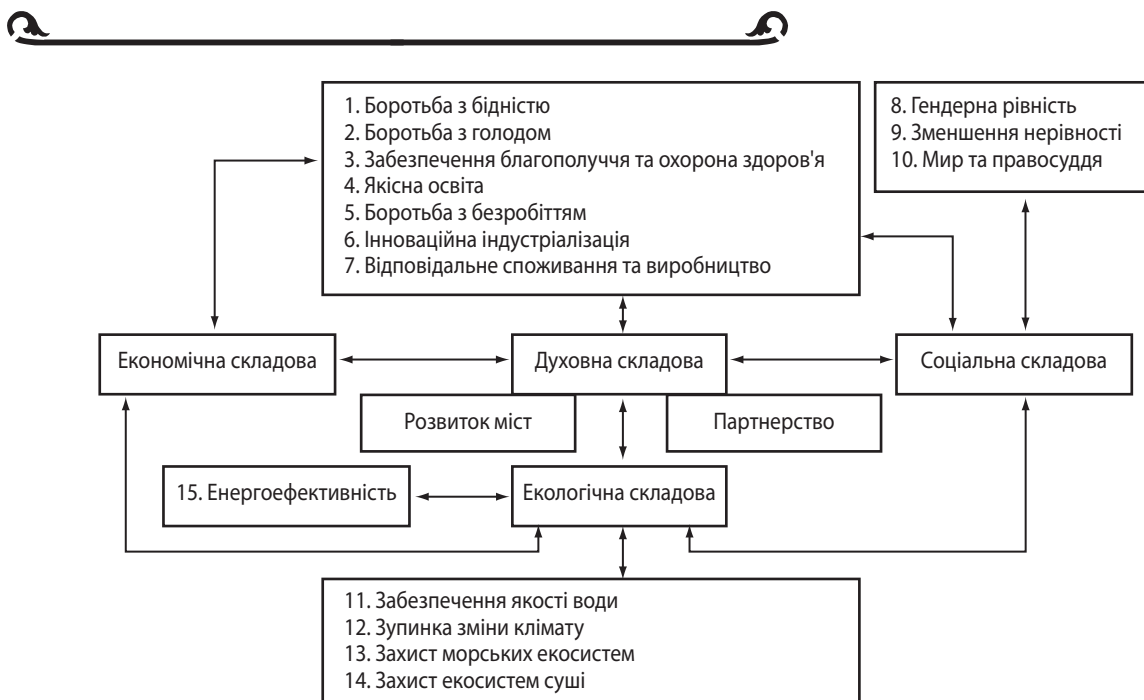 1. Боротьба з бідністю
2. Боротьба з голодом
3. Забезпечення благополуччя та охорона здоров'я
4. Якісна освіта
5. Боротьба з безробіттям
6. Інноваційна індустріалізація
7. Відповідальне споживання та виробництво
8. Гендерна рівність
9. Зменшення нерівності
10. Мир та правосуддя
Економічна складова
Духовна складова
Соціальна складова
Розвиток міст
Партнерство
15. Енергоефективність
Екологічна складова
11. Забезпечення якості води
12. Зупинка зміни клімату
13. Захист морських екосистем
14. Захист екосистем суші